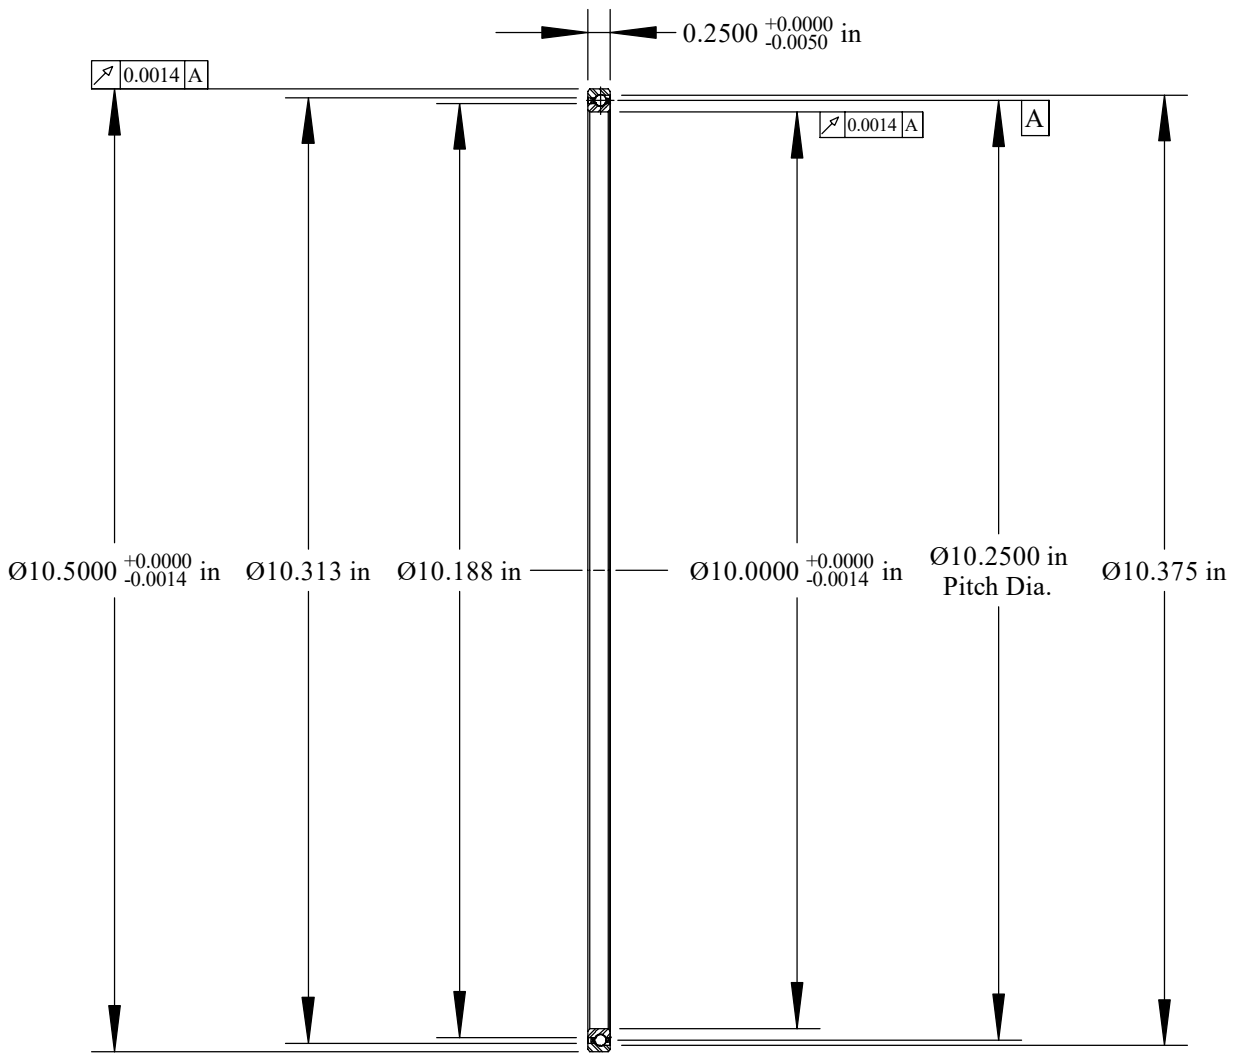 0.2500 +0.0000 -0.0050 in
0.0014 A
0.0014 A
A
Ø10.5000 +0.0000 -0.0014 in
Ø10.313 in
Ø10.188 in
Ø10.0000 +0.0000 -0.0014 in
Ø10.2500 in
Pitch Dia.
Ø10.375 in